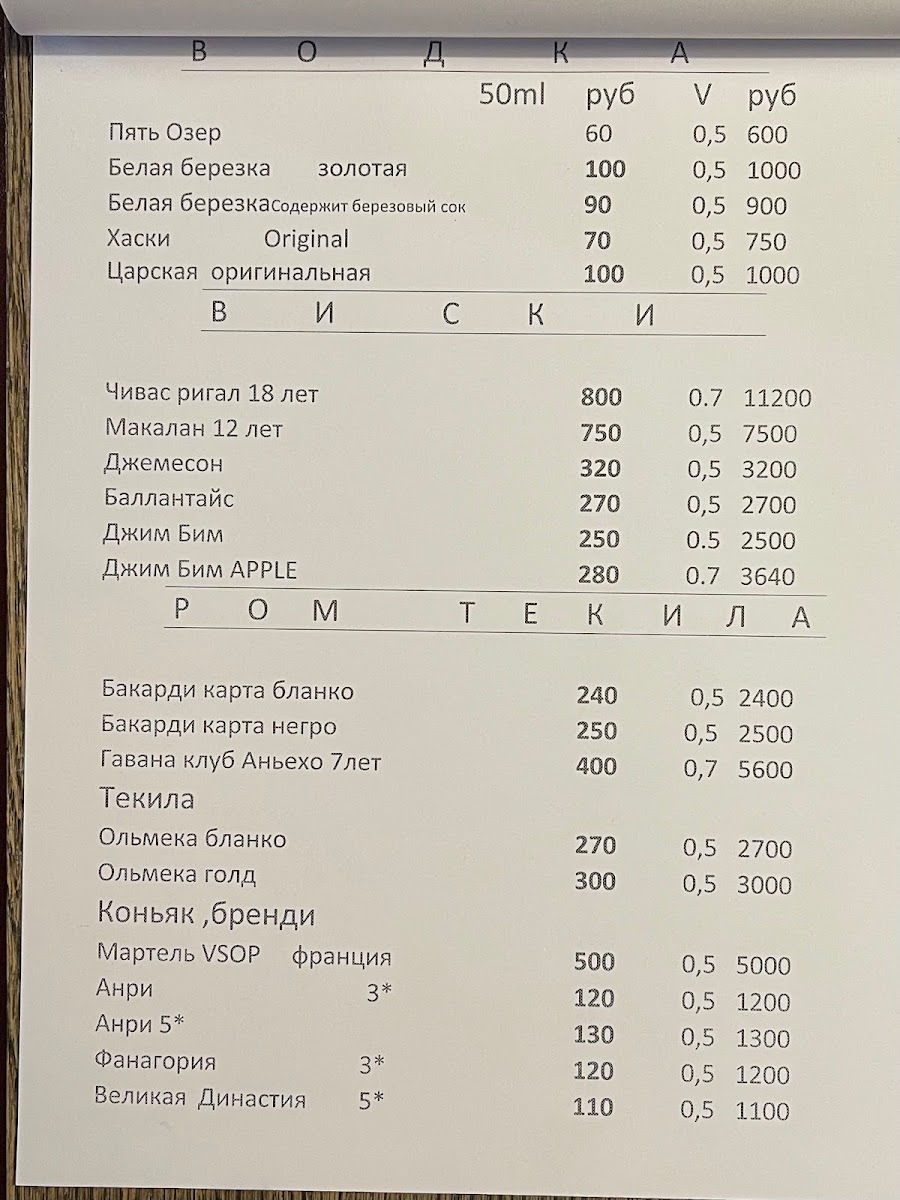 В О Д К А
50ml руб V руб
Пять Озер 60 0,5 600
Белая березка золотая 100 0,5 1000
Белая березкаСодержит березовый сок 90 0,5 900
Хаски Original 70 0,5 750
Царская оригинальная 100 0,5 1000
В И С К И
Чивас ригал 18 лет 800 0.7 11200
Макалан 12 лет 750 0,5 7500
Джемесон 320 0,5 3200
Баллантайс 270 0,5 2700
Джим Бим 250 0.5 2500
Джим Бим APPLE 280 0.7 3640
Р О М Т Е К И Л А
Бакарди карта бланко 240 0,5 2400
Бакарди карта негро 250 0,5 2500
Гавана клуб Аньехо 7лет 400 0,7 5600
Текила
Ольмека бланко 270 0,5 2700
Ольмека голд 300 0,5 3000
Коньяк ,бренди
Мартель VSOP франция 500 0,5 5000
Анри 3* 120 0,5 1200
Анри 5* 130 0,5 1300
Фанагория 3* 120 0,5 1200
Великая Династия 5* 110 0,5 1100